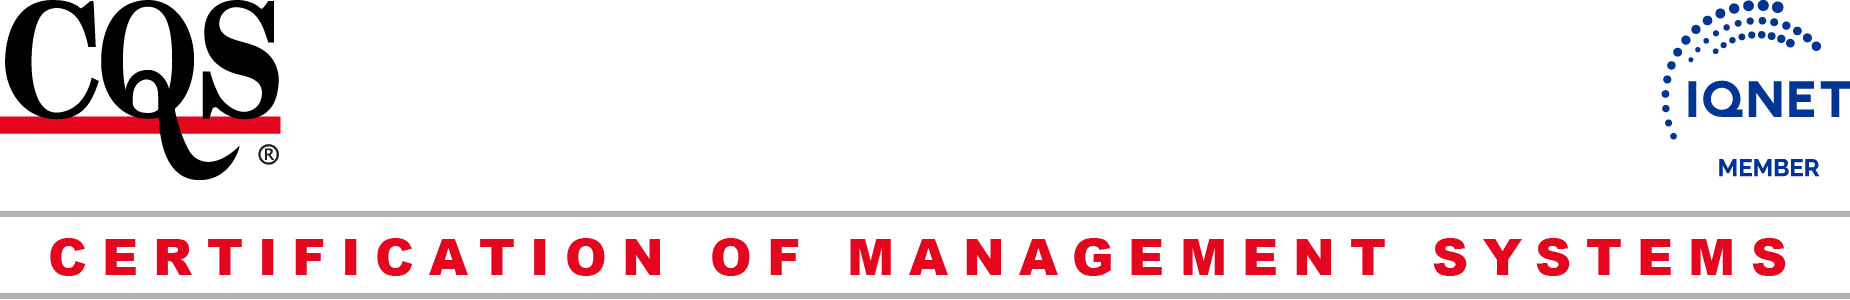 CQS
®
IQNET
MEMBER
CERTIFICATION OF MANAGEMENT SYSTEMS